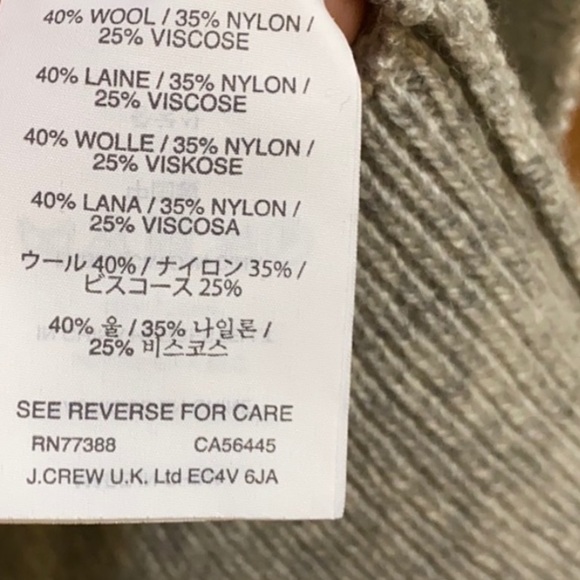 40% WOOL / 35% NYLON /
25% VISCOSE
40% LAINE / 35% NYLON /
25% VISCOSE
40% WOLLE / 35% NYLON /
25% VISKOSE
40% LANA / 35% NYLON /
25% VISCOSA
ウール 40% / ナイロン 35% /
ビスコース 25%
40% 울 / 35% 나일론 /
25% 비스코스
SEE REVERSE FOR CARE
RN77388 CA56445
J.CREW U.K. Ltd EC4V 6JA